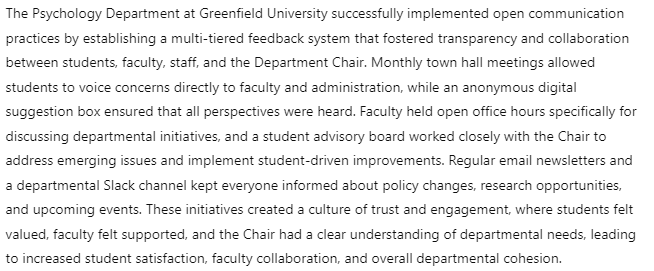 The Psychology Department at Greenfield University successfully implemented open communication
practices by establishing a multi-tiered feedback system that fostered transparency and collaboration
between students, faculty, staff, and the Department Chair. Monthly town hall meetings allowed
students to voice concerns directly to faculty and administration, while an anonymous digital
suggestion box ensured that all perspectives were heard. Faculty held open office hours specifically for
discussing departmental initiatives, and a student advisory board worked closely with the Chair to
address emerging issues and implement student-driven improvements. Regular email newsletters and
a departmental Slack channel kept everyone informed about policy changes, research opportunities,
and upcoming events. These initiatives created a culture of trust and engagement, where students felt
valued, faculty felt supported, and the Chair had a clear understanding of departmental needs, leading
to increased student satisfaction, faculty collaboration, and overall departmental cohesion.